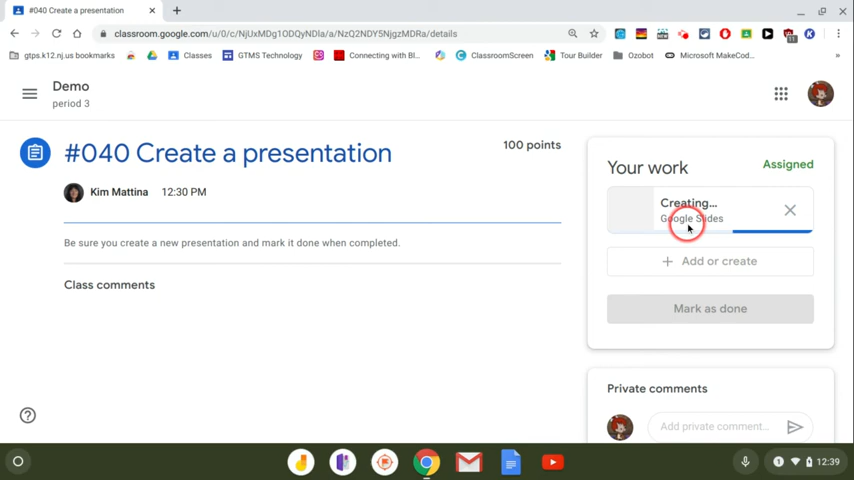 #040 Create a presentation
classroom.google.com/u/0/c/NjUxMDg1ODQyNDla/a/NzQ2NDY5NjgzMDRa/details
gtps.k12.nj.us bookmarks
Classes
GTMS Technology
Connecting with Bl...
ClassroomScreen
Tour Builder
Ozobot
Microsoft MakeCod...
»
Demo
period 3
#040 Create a presentation
100 points
Kim Mattina 12:30 PM
Be sure you create a new presentation and mark it done when completed.
Class comments
Your work
Assigned
Creating...
Google Slides
+ Add or create
Mark as done
Private comments
Add private comment...
11
1
12:39